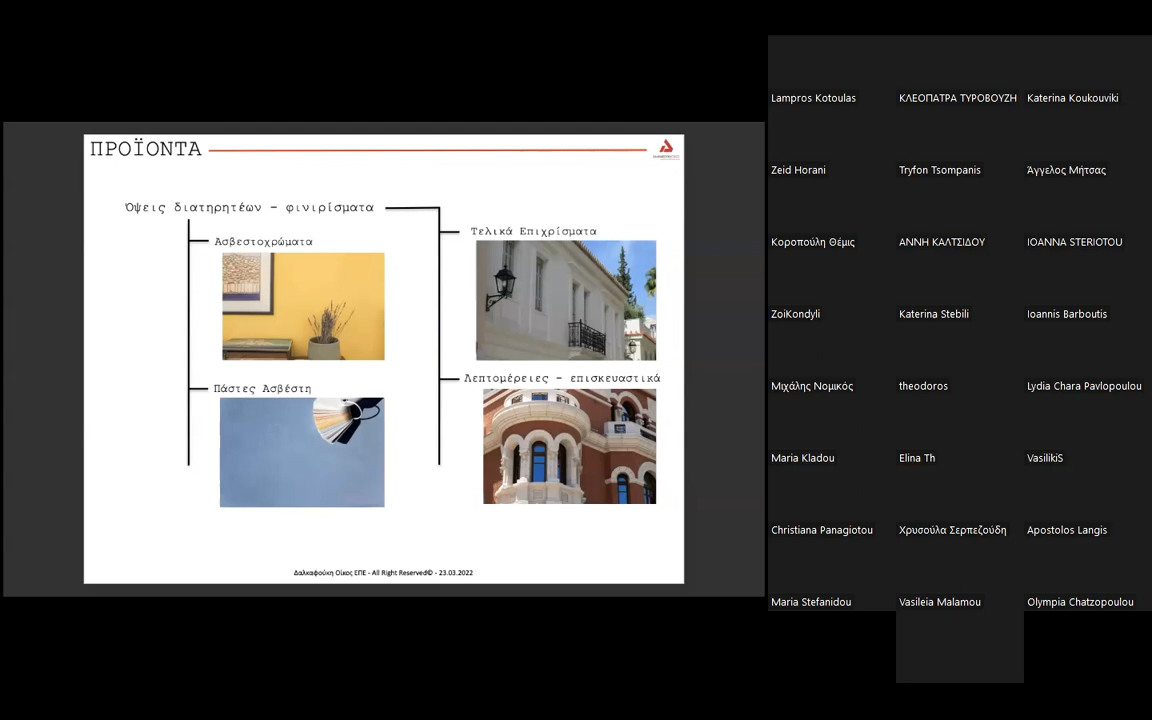 ΠΡΟΪΟΝΤΑ
Όψεις διατηρητέων - φινιρίσματα
Ασβεστοχρώματα
Πάστες Ασβέστη
Τελικά Επιχρίσματα
Λεπτομέρειες - επισκευαστικά
Δαλκαφούκη Οίκος ΕΠΕ - All Right Reserved© - 23.03.2022
Lampros Kotoulas
ΚΛΕΟΠΑΤΡΑ ΤΥΡΟΒΟΥΖΗ
Katerina Koukouviki
Zeid Horani
Tryfon Tsompanis
Άγγελος Μήτσας
Κοροπούλη Θέμις
ΑΝΝΗ ΚΑΛΤΣΙΔΟΥ
IOANNA STERIOTOU
ZoiKondyli
Katerina Stebili
Ioannis Barboutis
Μιχάλης Νομικός
theodoros
Lydia Chara Pavlopoulou
Maria Kladou
Elina Th
VasilikiS
Christiana Panagiotou
Χρυσούλα Σερπεζούδη
Apostolos Langis
Maria Stefanidou
Vasileia Malamou
Olympia Chatzopoulou